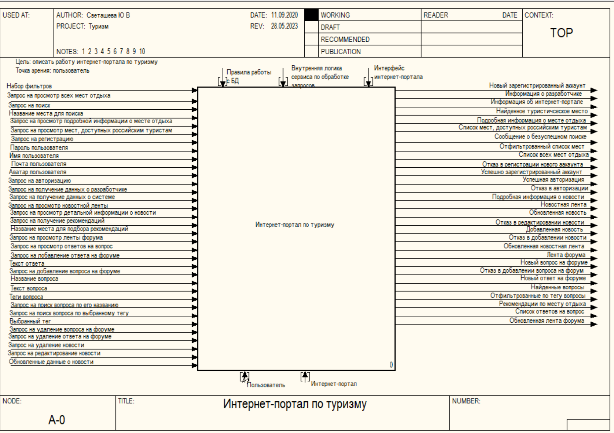 USED AT:
AUTHOR: Светашева Ю В
DATE: 11.09.2020
WORKING
READER
DATE
CONTEXT:
PROJECT: Туризм
REV: 28.05.2023
DRAFT
TOP
RECOMMENDED
NOTES: 1 2 3 4 5 6 7 8 9 10
PUBLICATION
Цель: описать работу интернет-портала по туризму
Точка зрения: пользователь
Правила работы
с БД
Внутренняя логика
сервиса по обработке
запросов
Интерфейс
интернет-портала
Набор фильтров
Запрос на просмотр всех мест отдыха
Запрос на поиск
Название места для поиска
Запрос на просмотр подробной информации о месте отдыха
Запрос на просмотр мест, доступных российским туристам
Запрос на регистрацию
Пароль пользователя
Имя пользователя
Почта пользователя
Аватар пользователя
Запрос на авторизацию
Запрос на получение данных о разработчике
Запрос на получение данных о системе
Запрос на просмотр новостной ленты
Запрос на просмотр детальной информации о новости
Запрос на получение рекомендаций
Название места для подбора рекомендаций
Запрос на просмотр ленты форума
Запрос на просмотр ответов на вопрос
Запрос на добавление ответа на форуме
Текст ответа
Запрос на добавление вопроса на форуме
Название вопроса
Текст вопроса
Теги вопроса
Запрос на поиск вопроса по его названию
Запрос на поиск вопроса по выбранному тегу
Выбранный тег
Запрос на удаление вопроса на форуме
Запрос на удаление ответа на форуме
Запрос на удаление новости
Запрос на редактирование новости
Обновленные данные о новости
Интернет-портал по туризму
0
Новый зарегистрированный аккаунт
Информация о разработчике
Информация об интернет-портале
Найденное туристическое место
Подробная информация о месте отдыха
Список мест, доступных российским туристам
Сообщение о безуспешном поиске
Отфильтрованный список мест
Список всех мест отдыха
Отказ в регистрации нового аккаунта
Успешно зарегистрированный аккаунт
Успешная авторизация
Отказ в авторизации
Подробная информация о новости
Новостная лента
Обновленная новость
Отказ в редактировании новости
Добавленная новость
Отказ в добавлении новости
Обновленная новостная лента
Лента форума
Новый вопрос на форуме
Отказ в добавлении вопроса на форум
Новый ответ на форуме
Найденные вопросы
Отфильтрованные по тегу вопросы
Рекомендации по месту отдыха
Список ответов на вопрос
Обновленная лента форума
Пользователь
Интернет-портал
NODE:
TITLE:
NUMBER:
A-0
Интернет-портал по туризму